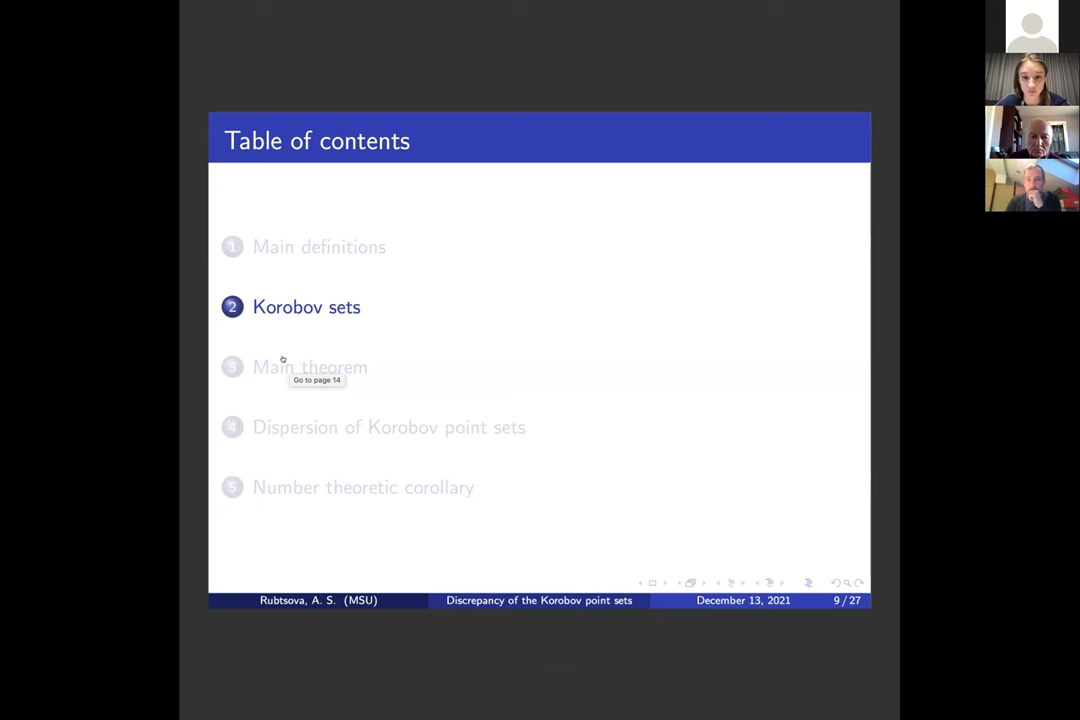 Table of contents
1 Main definitions
2 Korobov sets
3 Main theorem
Go to page 14
4 Dispersion of Korobov point sets
5 Number theoretic corollary
Rubtsova, A. S. (MSU) Discrepancy of the Korobov point sets December 13, 2021 9 / 27